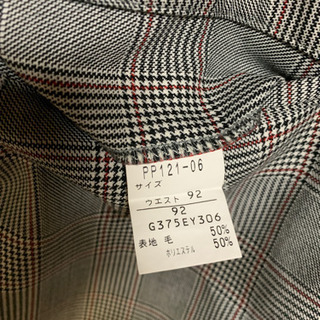 PP121-06
サイズ
ウエスト 92
92
G375EY306
表地 毛 50%
ポリエステル 50%